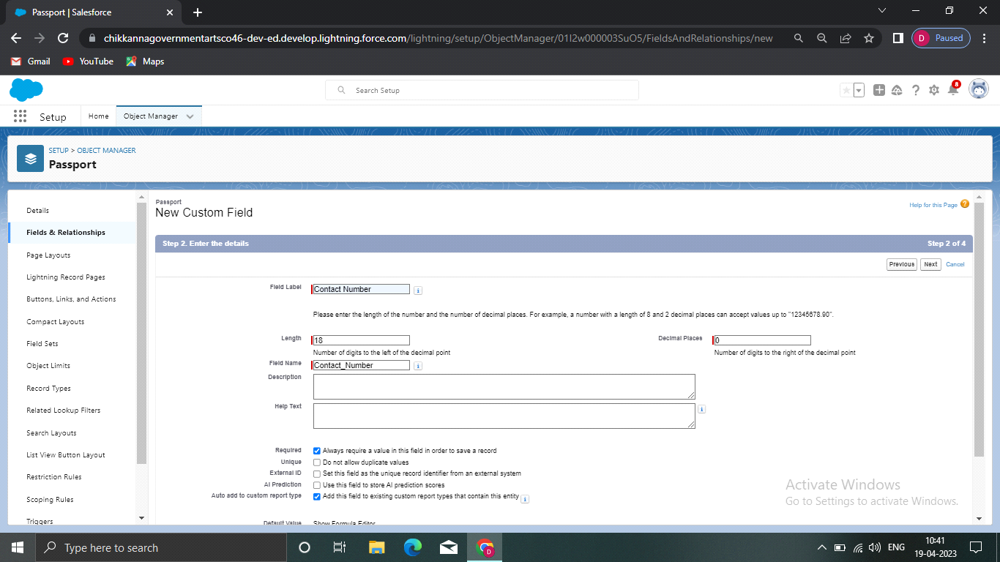 Passport | Salesforce
chikkannagovernmentartsco46-dev-ed.develop.lightning.force.com/lightning/setup/ObjectManager/01I2w000003SuO5/FieldsAndRelationships/new
D Paused
Gmail YouTube Maps
Search Setup
8
Setup Home Object Manager
SETUP > OBJECT MANAGER
Passport
Details
Fields & Relationships
Page Layouts
Lightning Record Pages
Buttons, Links, and Actions
Compact Layouts
Field Sets
Object Limits
Record Types
Related Lookup Filters
Search Layouts
List View Button Layout
Restriction Rules
Scoping Rules
Triggers
Passport
New Custom Field
Help for this Page ?
Step 2. Enter the details Step 2 of 4
Previous Next Cancel
Field Label Contact Number i
Please enter the length of the number and the number of decimal places. For example, a number with a length of 8 and 2 decimal places can accept values up to "12345678.90".
Length 18 Decimal Places 0
Number of digits to the left of the decimal point Number of digits to the right of the decimal point
Field Name Contact_Number i
Description
Help Text i
Required Always require a value in this field in order to save a record
Unique Do not allow duplicate values
External ID Set this field as the unique record identifier from an external system
AI Prediction Use this field to store AI prediction scores
Auto add to custom report type Add this field to existing custom report types that contain this entity i
Default Value Show Formula Editor
Activate Windows
Go to Settings to activate Windows.
Type here to search
D
ENG
10:41
19-04-2023